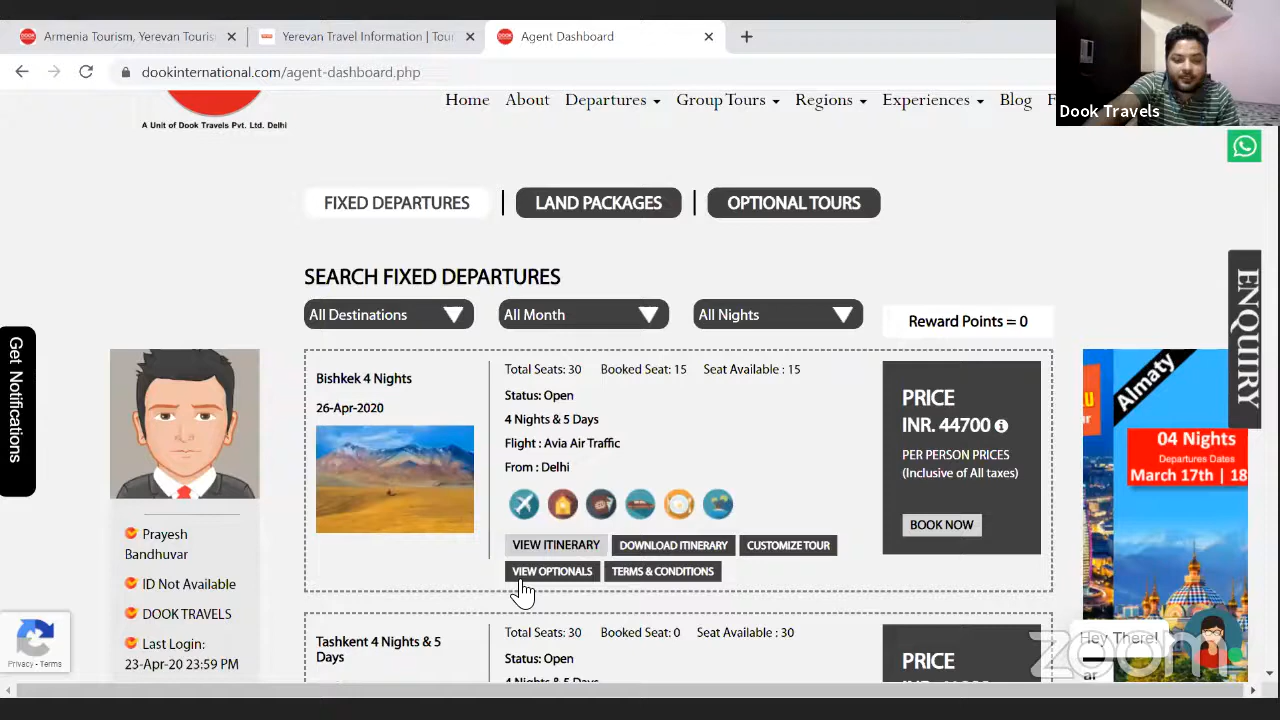 Armenia Tourism, Yerevan Touris
Yerevan Travel Information | Tour
Agent Dashboard
dookinternational.com/agent-dashboard.php
Dook Travels
A Unit of Dook Travels Pvt. Ltd. Delhi
Home About Departures Group Tours Regions Experiences Blog F
FIXED DEPARTURES LAND PACKAGES OPTIONAL TOURS
SEARCH FIXED DEPARTURES
All Destinations All Month All Nights
Reward Points = 0
ENQUIRY
Get Notifications
Bishkek 4 Nights
26-Apr-2020
Total Seats: 30 Booked Seat: 15 Seat Available : 15
Status: Open
4 Nights & 5 Days
Flight : Avia Air Traffic
From : Delhi
VIEW ITINERARY DOWNLOAD ITINERARY CUSTOMIZE TOUR
VIEW OPTIONALS TERMS & CONDITIONS
PRICE
INR. 44700
PER PERSON PRICES
(Inclusive of All taxes)
BOOK NOW
Almaty
04 Nights
Departures Dates
March 17th | 18
Prayesh
Bandhuvar
ID Not Available
DOOK TRAVELS
Last Login:
23-Apr-20 23:59 PM
Privacy - Terms
Tashkent 4 Nights & 5
Days
Total Seats: 30 Booked Seat: 0 Seat Available : 30
Status: Open
4 Nights & 5 Days
PRICE
Hey There!
zoom